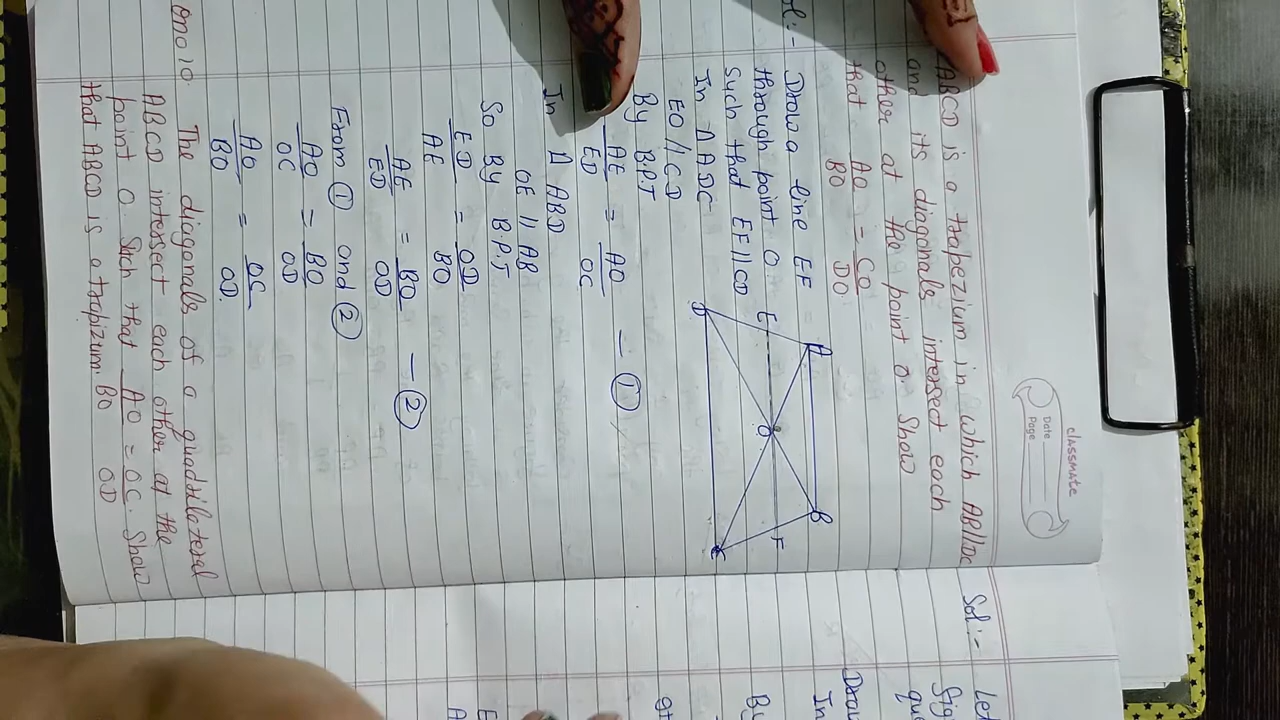 classmate
Date
Page
ABCD is a trapezium in which AB||DC
and its diagonals intersect each
other at the point O. Show
that AO/BO = CO/DO
Sol:- Draw a line EF
through point O
such that EF||CD
In Δ ADC
EO//CD
By B.P.T
AE/ED = AO/OC — ①
In Δ ABD
OE || AB
So By B.P.T
ED/AE = OD/BO
AE/ED = BO/OD — ②
From ① and ②
AO/OC = BO/OD
AO/BO = OC/OD.
A
B
E
O
F
D
C
10. The diagonals of a quadtilateral
ABCD intersect each other at the
point O. Such that AO/BO = OC/OD. Show
that ABCD is a trapizum.
Sol:- Let
Draw
In
By
E
A